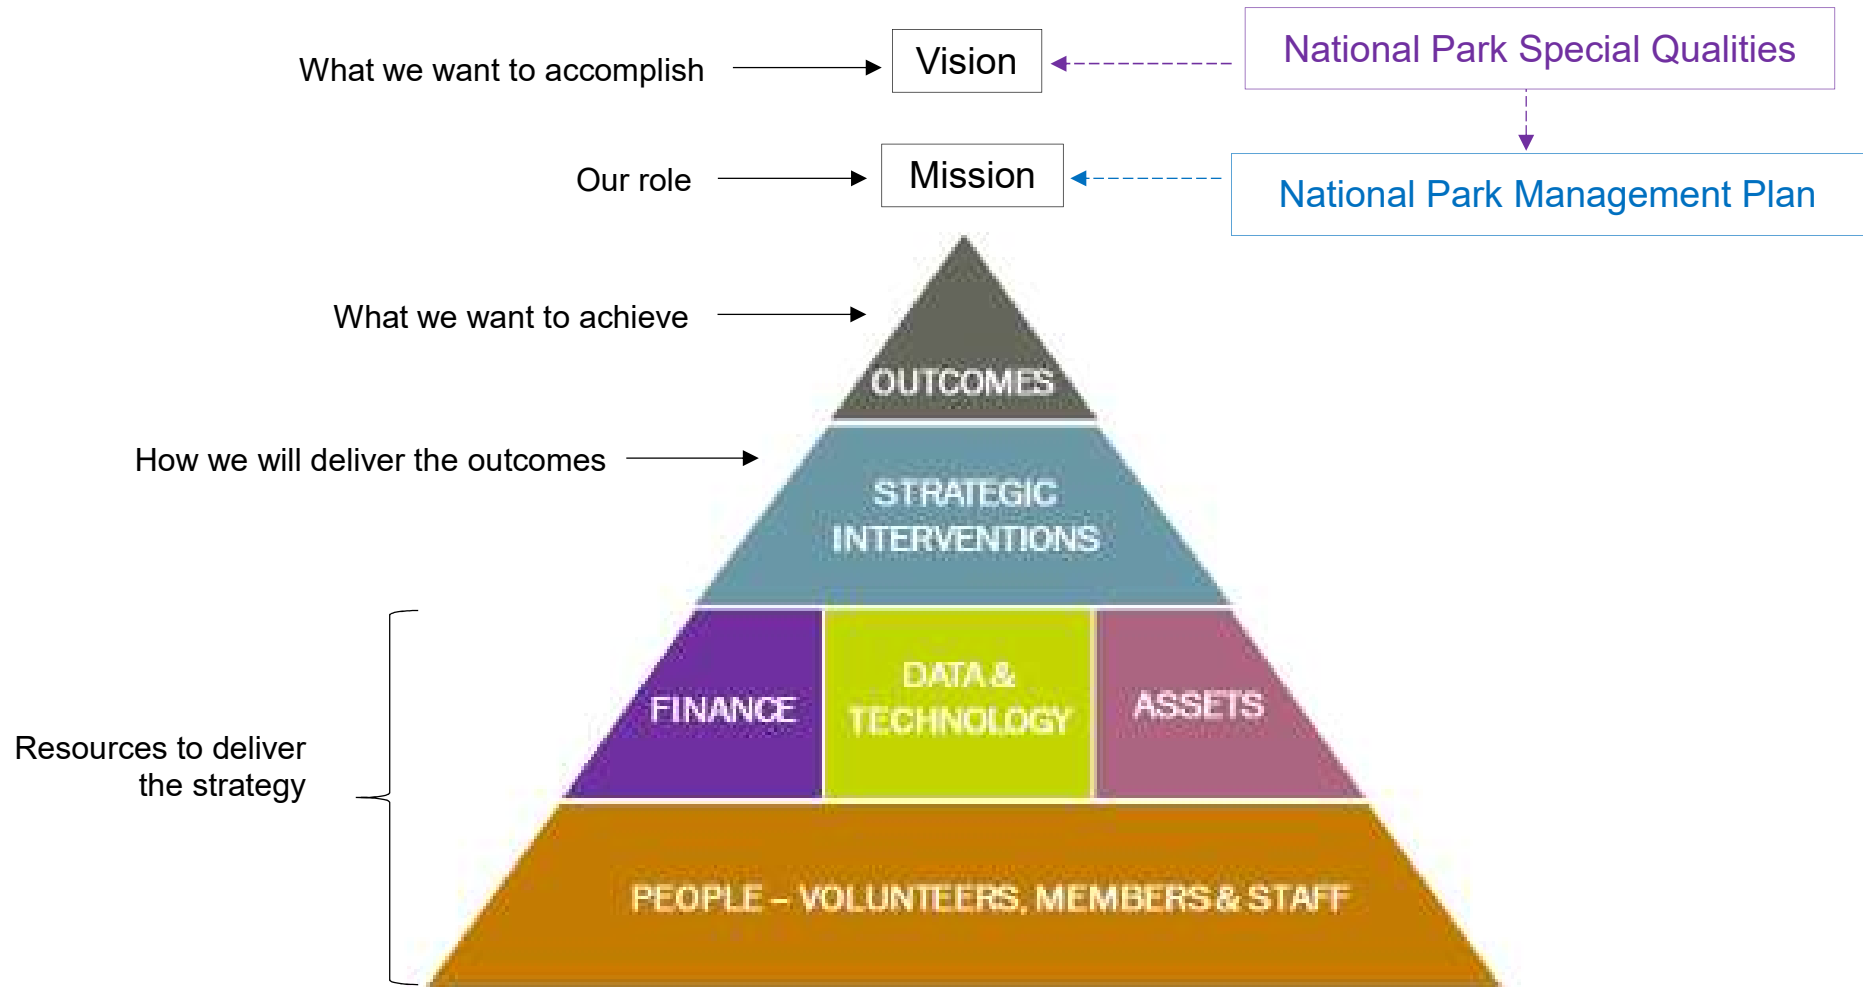 What we want to accomplish
Vision
National Park Special Qualities
Our role
Mission
National Park Management Plan
What we want to achieve
OUTCOMES
How we will deliver the outcomes
STRATEGIC
INTERVENTIONS
Resources to deliver
the strategy
FINANCE
DATA &
TECHNOLOGY
ASSETS
PEOPLE – VOLUNTEERS, MEMBERS & STAFF